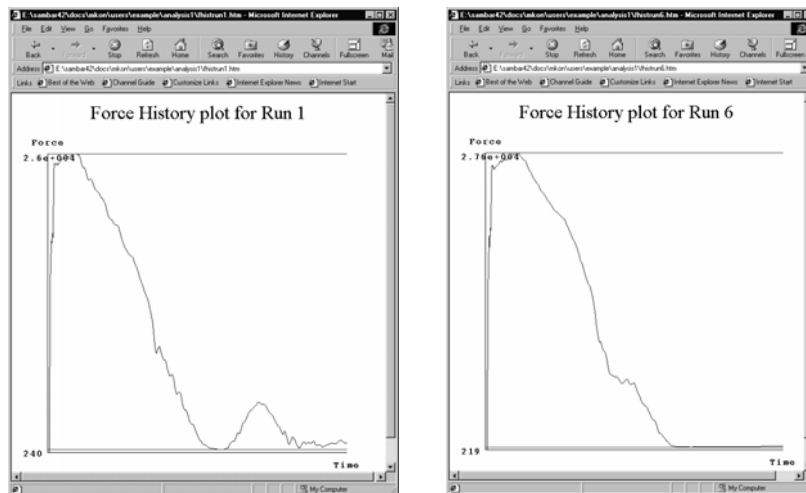 E:\sambar42\docs\mkon\users\example\analysis1\fhistrun1.htm - Microsoft Internet Explorer
File Edit View Go Favorites Help
Back Forward Stop Refresh Home Search Favorites History Channels Fullscreen Mail
Address E:\sambar42\docs\mkon\users\example\analysis1\fhistrun1.htm
Links Best of the Web Channel Guide Customize Links Internet Explorer News Internet Start
Force History plot for Run 1
Force
2.6e+004
240
Time
My Computer
E:\sambar42\docs\mkon\users\example\analysis1\fhistrun6.htm - Microsoft Internet Explorer
File Edit View Go Favorites Help
Back Forward Stop Refresh Home Search Favorites History Channels Fullscreen
Address E:\sambar42\docs\mkon\users\example\analysis1\fhistrun6.htm
Links Best of the Web Channel Guide Customize Links Internet Explorer News Internet Start
Force History plot for Run 6
Force
2.76e+004
219
Time
My Computer